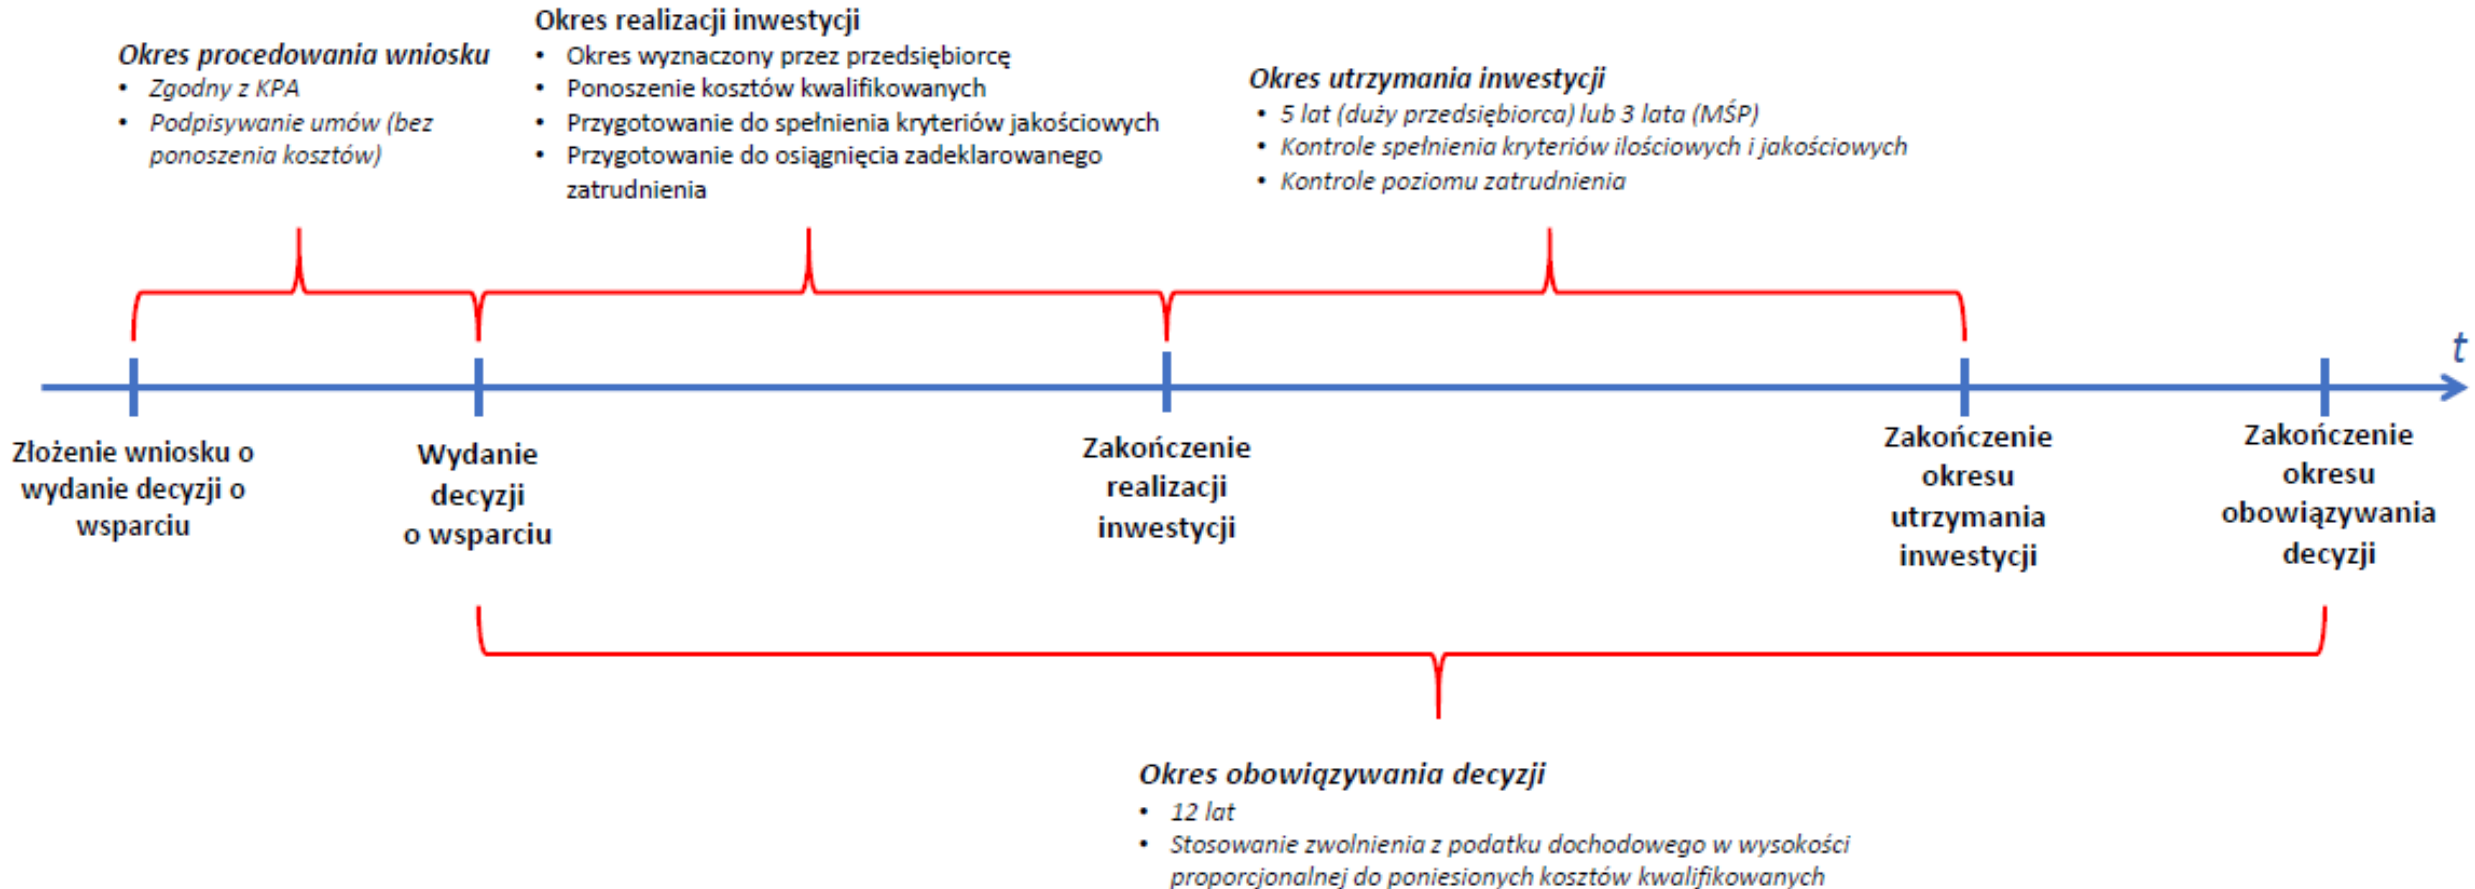 Okres procedowania wniosku
• Zgodny z KPA
• Podpisywanie umów (bez
ponoszenia kosztów)
Okres realizacji inwestycji
• Okres wyznaczony przez przedsiębiorcę
• Ponoszenie kosztów kwalifikowanych
• Przygotowanie do spełnienia kryteriów jakościowych
• Przygotowanie do osiągnięcia zadeklarowanego
zatrudnienia
Okres utrzymania inwestycji
• 5 lat (duży przedsiębiorca) lub 3 lata (MŚP)
• Kontrole spełnienia kryteriów ilościowych i jakościowych
• Kontrole poziomu zatrudnienia
t
Złożenie wniosku o
wydanie decyzji o
wsparciu
Wydanie
decyzji
o wsparciu
Zakończenie
realizacji
inwestycji
Zakończenie
okresu
utrzymania
inwestycji
Zakończenie
okresu
obowiązywania
decyzji
Okres obowiązywania decyzji
• 12 lat
• Stosowanie zwolnienia z podatku dochodowego w wysokości
proporcjonalnej do poniesionych kosztów kwalifikowanych